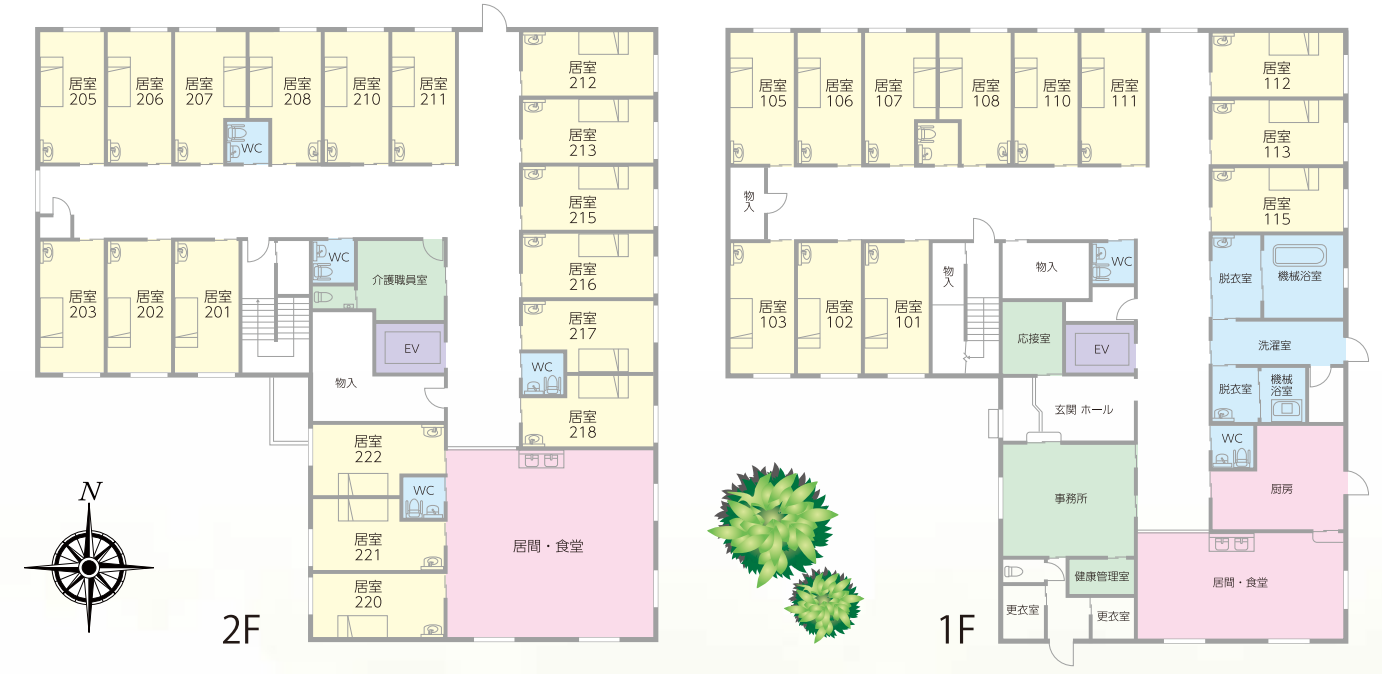 居室
205
居室
206
居室
207
居室
208
居室
210
居室
211
WC
居室
212
居室
213
居室
215
居室
216
居室
217
WC
居室
218
居室
203
居室
202
居室
201
WC
介護職員室
EV
物入
居室
222
WC
居室
221
居室
220
居間・食堂
N
2F
居室
105
居室
106
居室
107
居室
108
居室
110
居室
111
居室
112
居室
113
居室
115
物入
居室
103
居室
102
居室
101
物入
物入
WC
応接室
EV
玄関 ホール
脱衣室
機械浴室
洗濯室
脱衣室
機械
浴室
WC
厨房
事務所
健康管理室
更衣室
更衣室
居間・食堂
1F